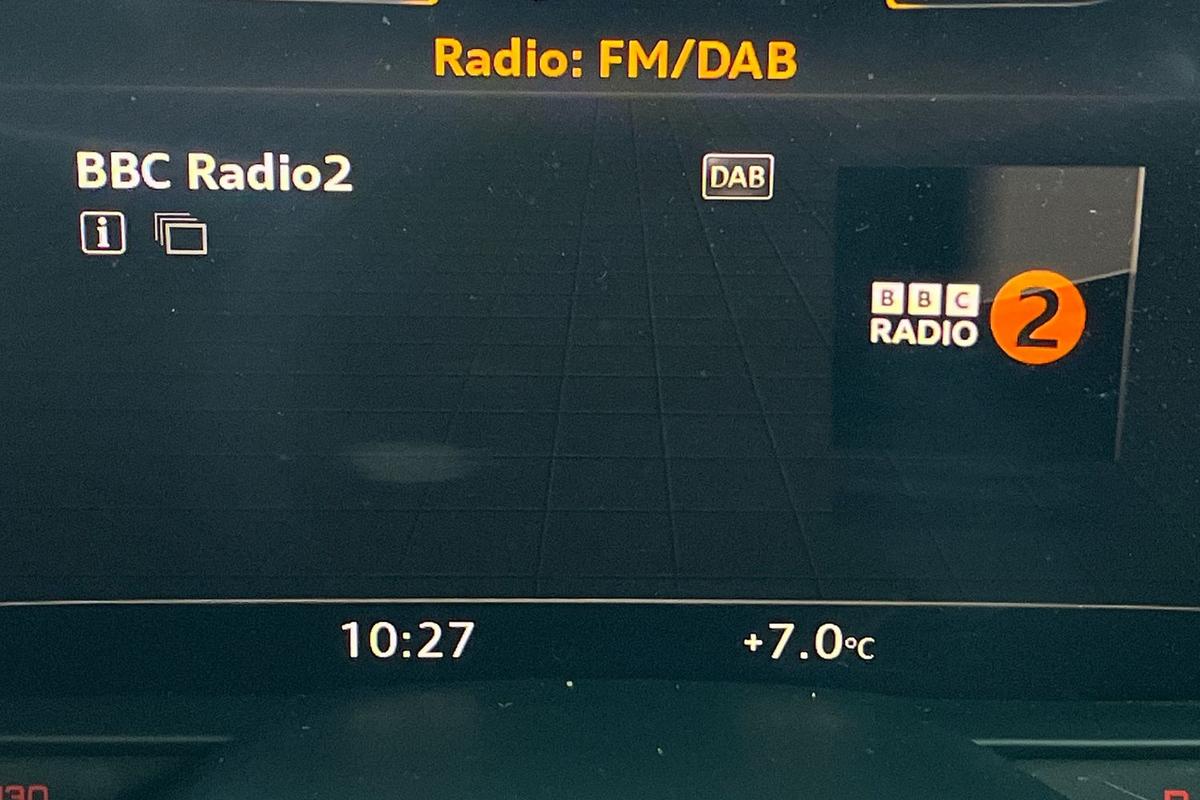 Radio: FM/DAB
BBC Radio2
DAB
i
BBC
RADIO 2
10:27
+7.0°C